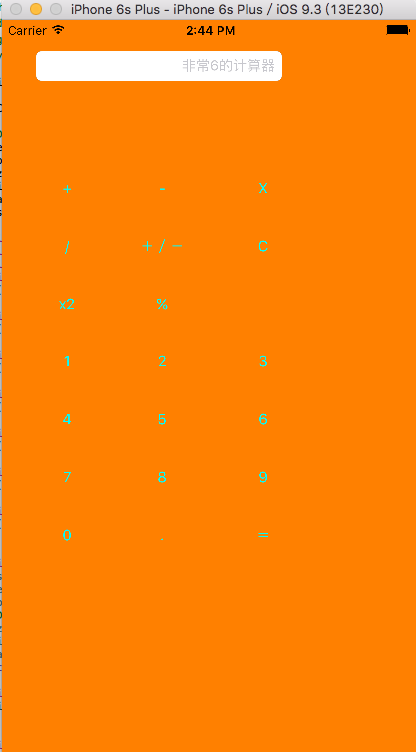 iPhone 6s Plus - iPhone 6s Plus / iOS 9.3 (13E230)
Carrier 2:44 PM
非常6的计算器
+ - X
/ + / − C
x2 %
1 2 3
4 5 6
7 8 9
0 . =